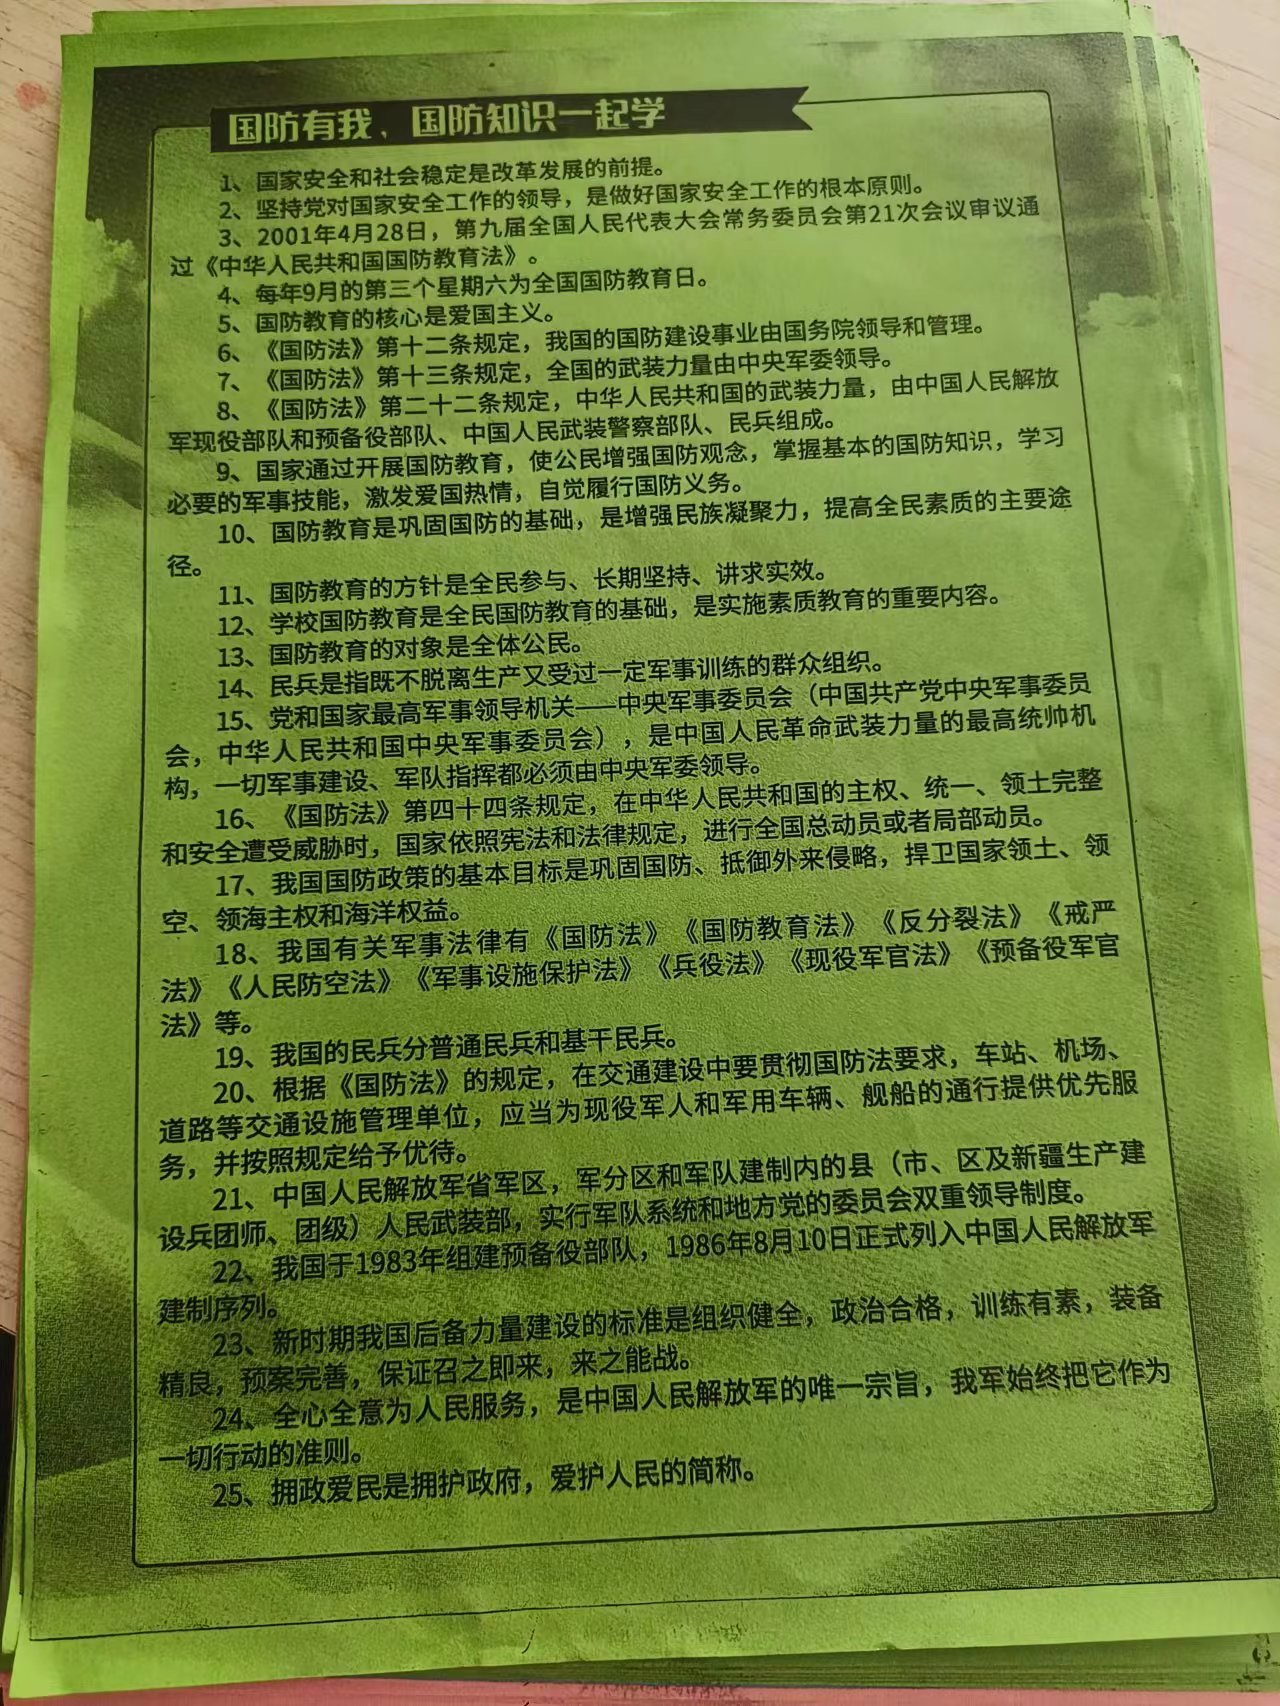 国防有我、国防知识一起学
1、国家安全和社会稳定是改革发展的前提。
2、坚持党对国家安全工作的领导，是做好国家安全工作的根本原则。
3、2001年4月28日，第九届全国人民代表大会常务委员会第21次会议审议通
过《中华人民共和国国防教育法》。
4、每年9月的第三个星期六为全国国防教育日。
5、国防教育的核心是爱国主义。
6、《国防法》第十二条规定，我国的国防建设事业由国务院领导和管理。
7、《国防法》第十三条规定，全国的武装力量由中央军委领导。
8、《国防法》第二十二条规定，中华人民共和国的武装力量，由中国人民解放
军现役部队和预备役部队、中国人民武装警察部队、民兵组成。
9、国家通过开展国防教育，使公民增强国防观念，掌握基本的国防知识，学习
必要的军事技能，激发爱国热情，自觉履行国防义务。
10、国防教育是巩固国防的基础，是增强民族凝聚力，提高全民素质的主要途
径。
11、国防教育的方针是全民参与、长期坚持、讲求实效。
12、学校国防教育是全民国防教育的基础，是实施素质教育的重要内容。
13、国防教育的对象是全体公民。
14、民兵是指既不脱离生产又受过一定军事训练的群众组织。
15、党和国家最高军事领导机关——中央军事委员会（中国共产党中央军事委员
会，中华人民共和国中央军事委员会），是中国人民革命武装力量的最高统帅机
构，一切军事建设、军队指挥都必须由中央军委领导。
16、《国防法》第四十四条规定，在中华人民共和国的主权、统一、领土完整
和安全遭受威胁时，国家依照宪法和法律规定，进行全国总动员或者局部动员。
17、我国国防政策的基本目标是巩固国防、抵御外来侵略，捍卫国家领土、领
空、领海主权和海洋权益。
18、我国有关军事法律有《国防法》《国防教育法》《反分裂法》《戒严
法》《人民防空法》《军事设施保护法》《兵役法》《现役军官法》《预备役军官
法》等。
19、我国的民兵分普通民兵和基干民兵。
20、根据《国防法》的规定，在交通建设中要贯彻国防法要求，车站、机场、
道路等交通设施管理单位，应当为现役军人和军用车辆、舰船的通行提供优先服
务，并按照规定给予优待。
21、中国人民解放军省军区，军分区和军队建制内的县（市、区及新疆生产建
设兵团师、团级）人民武装部，实行军队系统和地方党的委员会双重领导制度。
22、我国于1983年组建预备役部队，1986年8月10日正式列入中国人民解放军
建制序列。
23、新时期我国后备力量建设的标准是组织健全，政治合格，训练有素，装备
精良，预案完善，保证召之即来，来之能战。
24、全心全意为人民服务，是中国人民解放军的唯一宗旨，我军始终把它作为
一切行动的准则。
25、拥政爱民是拥护政府，爱护人民的简称。